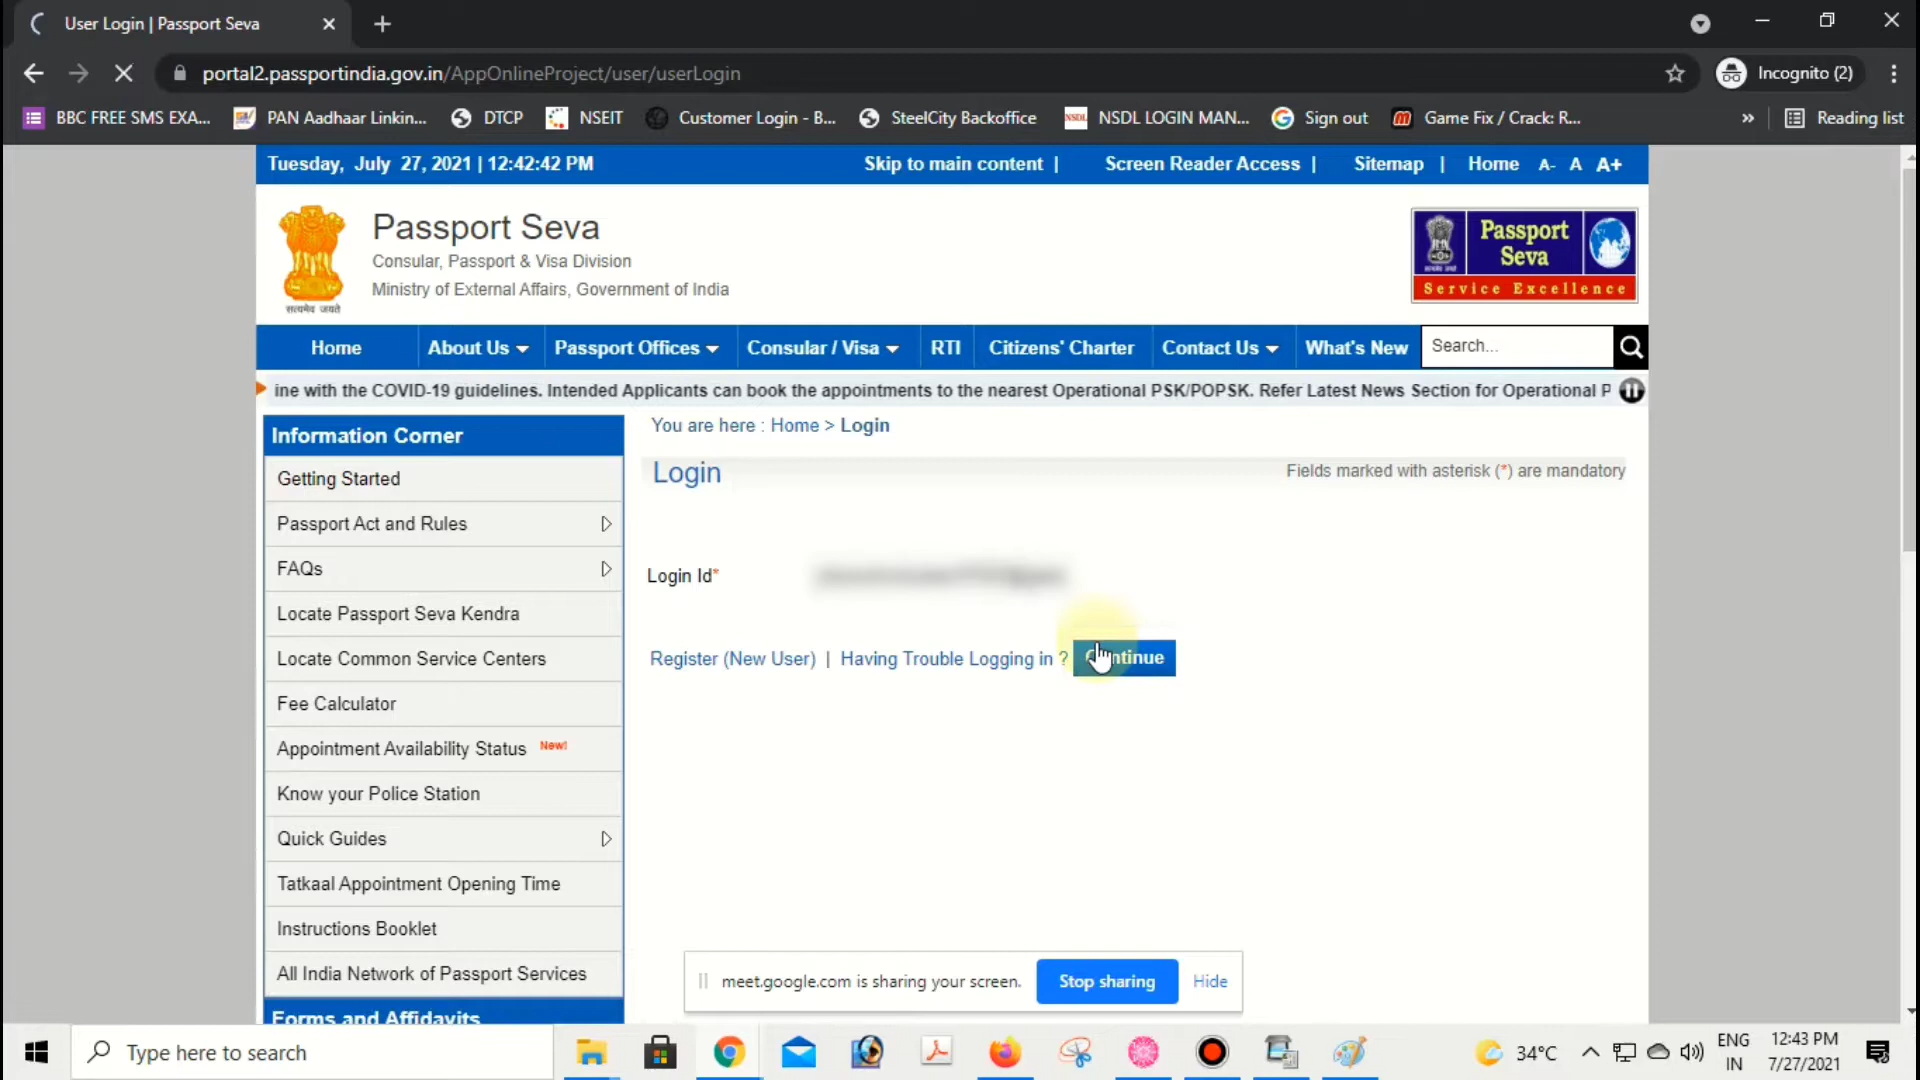 User Login | Passport Seva
portal2.passportindia.gov.in/AppOnlineProject/user/userLogin
Incognito (2)
BBC FREE SMS EXA...
PAN Aadhaar Linkin...
DTCP
NSEIT
Customer Login - B...
SteelCity Backoffice
NSDL LOGIN MAN...
Sign out
Game Fix / Crack: R...
»
Reading list
Tuesday, July 27, 2021 | 12:42:42 PM
Skip to main content |
Screen Reader Access |
Sitemap |
Home
A- A A+
Passport Seva
Consular, Passport & Visa Division
Ministry of External Affairs, Government of India
सत्यमेव जयते
Passport
Seva
Service Excellence
Home
About Us
Passport Offices
Consular / Visa
RTI
Citizens' Charter
Contact Us
What's New
Search...
ine with the COVID-19 guidelines. Intended Applicants can book the appointments to the nearest Operational PSK/POPSK. Refer Latest News Section for Operational P
Information Corner
Getting Started
Passport Act and Rules
FAQs
Locate Passport Seva Kendra
Locate Common Service Centers
Fee Calculator
Appointment Availability Status New!
Know your Police Station
Quick Guides
Tatkaal Appointment Opening Time
Instructions Booklet
All India Network of Passport Services
Forms and Affidavits
You are here : Home > Login
Login
Fields marked with asterisk (*) are mandatory
Login Id*
Register (New User) | Having Trouble Logging in ?
meet.google.com is sharing your screen.
Stop sharing
Hide
Type here to search
34°C
ENG
IN
12:43 PM
7/27/2021